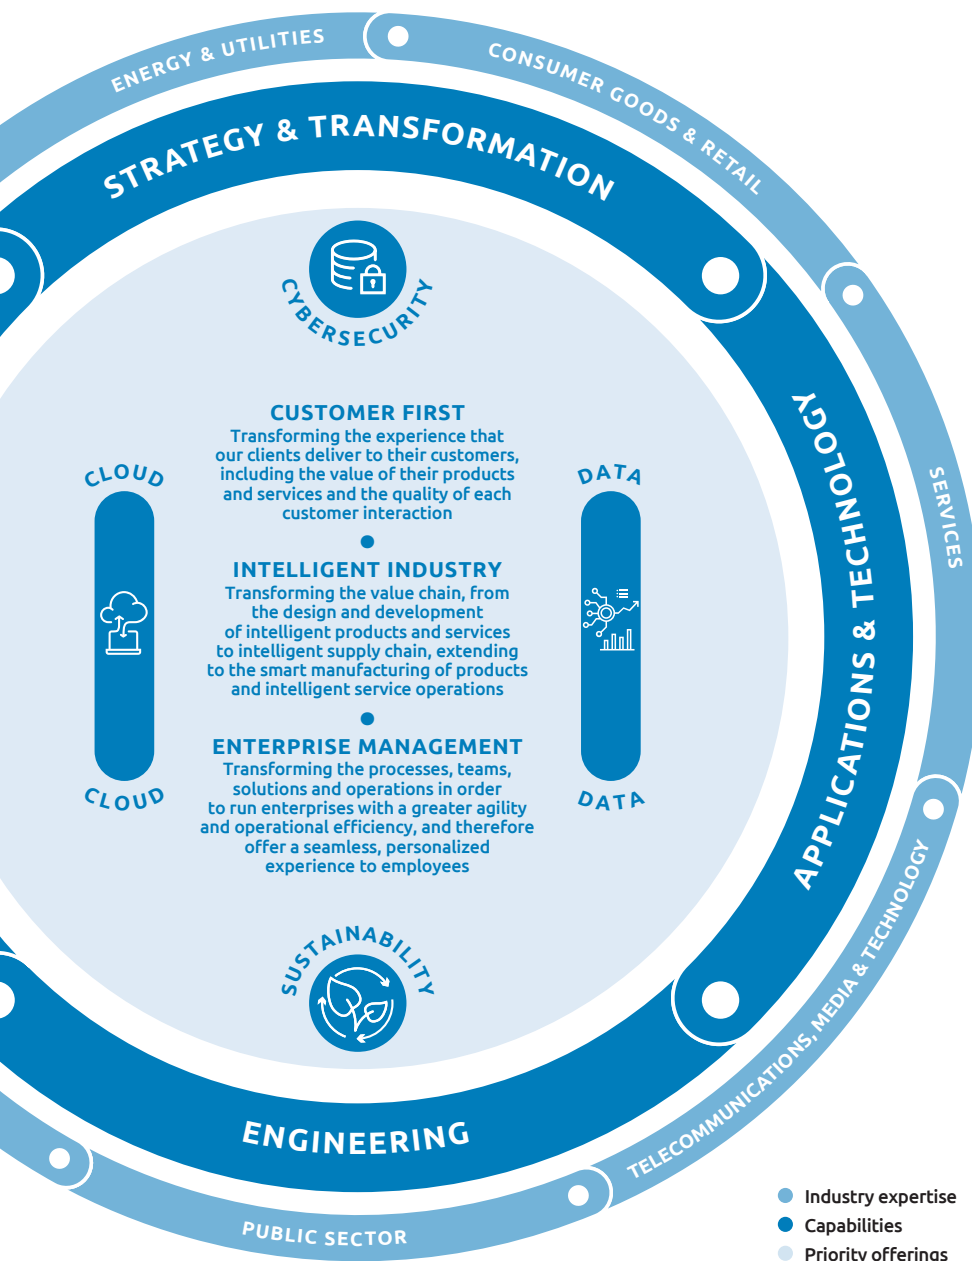 ENERGY & UTILITIES
CONSUMER GOODS & RETAIL
STRATEGY & TRANSFORMATION
CYBERSECURITY
CUSTOMER FIRST
Transforming the experience that
our clients deliver to their customers,
including the value of their products
and services and the quality of each
customer interaction
CLOUD
DATA
APPLICATIONS & TECHNOLOGY
SERVICES
INTELLIGENT INDUSTRY
Transforming the value chain, from
the design and development
of intelligent products and services
to intelligent supply chain, extending
to the smart manufacturing of products
and intelligent service operations
ENTERPRISE MANAGEMENT
Transforming the processes, teams,
solutions and operations in order
to run enterprises with a greater agility
and operational efficiency, and therefore
offer a seamless, personalized
experience to employees
CLOUD
DATA
SUSTAINABILITY
TELECOMMUNICATIONS, MEDIA & TECHNOLOGY
ENGINEERING
PUBLIC SECTOR
Industry expertise
Capabilities
Priority offerings